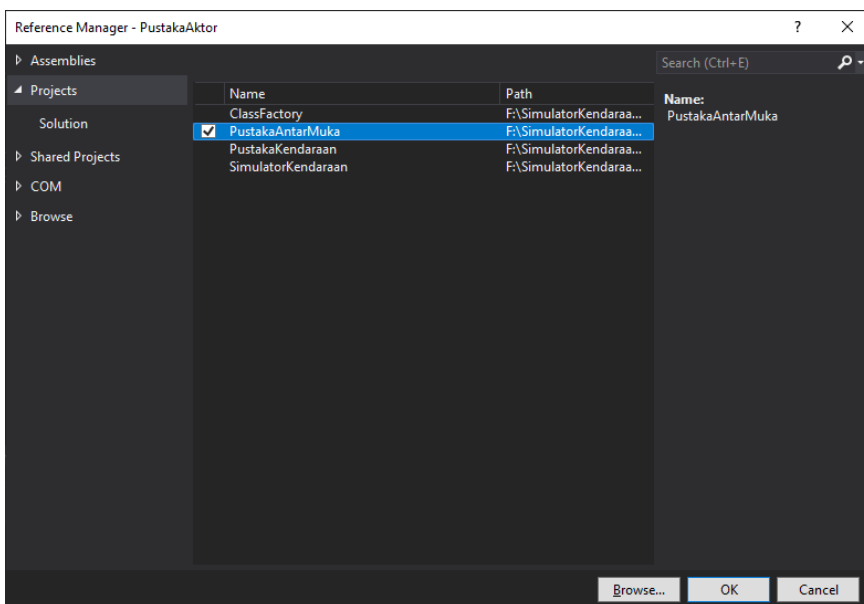 Reference Manager - PustakaAktor
Assemblies
Projects
Solution
Shared Projects
COM
Browse
Name Path
ClassFactory F:\SimulatorKendaraa...
PustakaAntarMuka F:\SimulatorKendaraa...
PustakaKendaraan F:\SimulatorKendaraa...
SimulatorKendaraan F:\SimulatorKendaraa...
Search (Ctrl+E)
Name:
PustakaAntarMuka
Browse... OK Cancel